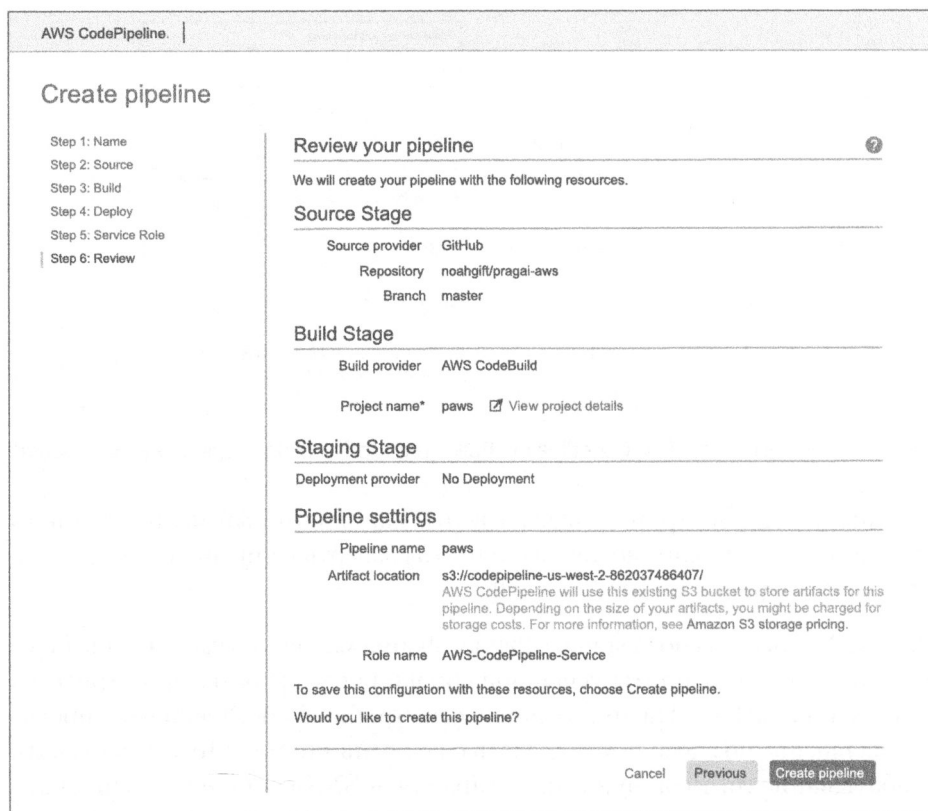 AWS CodePipeline
Create pipeline
Step 1: Name
Step 2: Source
Step 3: Build
Step 4: Deploy
Step 5: Service Role
Step 6: Review
Review your pipeline
?
We will create your pipeline with the following resources.
Source Stage
Source provider GitHub
Repository noahgift/pragai-aws
Branch master
Build Stage
Build provider AWS CodeBuild
Project name* paws View project details
Staging Stage
Deployment provider No Deployment
Pipeline settings
Pipeline name paws
Artifact location s3://codepipeline-us-west-2-862037486407/
AWS CodePipeline will use this existing S3 bucket to store artifacts for this
pipeline. Depending on the size of your artifacts, you might be charged for
storage costs. For more information, see Amazon S3 storage pricing.
Role name AWS-CodePipeline-Service
To save this configuration with these resources, choose Create pipeline.
Would you like to create this pipeline?
Cancel Previous Create pipeline